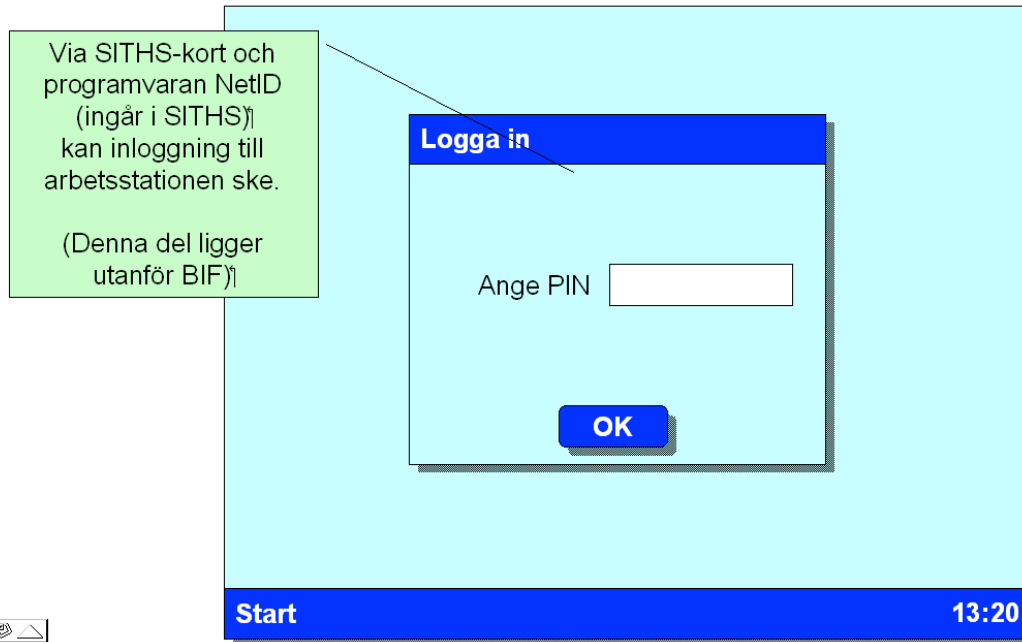 Via SITHS-kort och
programvaran NetID
(ingår i SITHS)
kan inloggning till
arbetsstationen ske.
(Denna del ligger
utanför BIF)
Logga in
Ange PIN
OK
Start
13:20